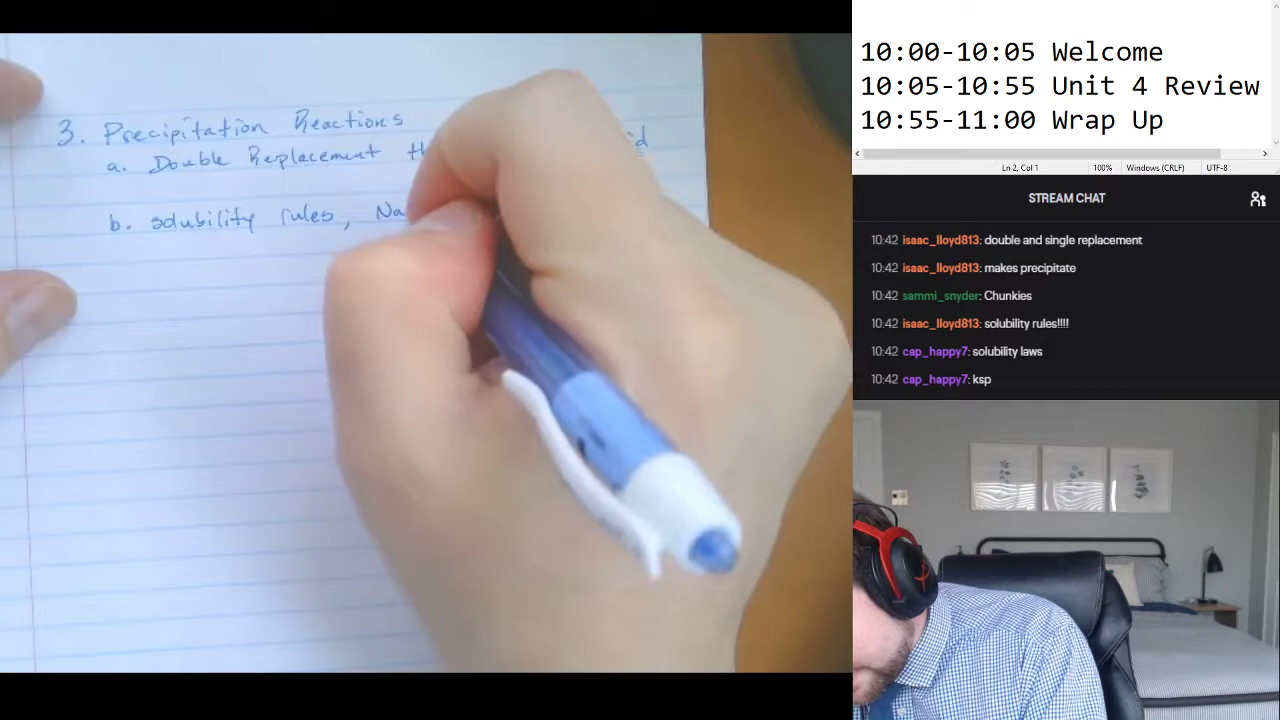 3. Precipitation Reactions
a. Double Replacement
b. solubility rules, Na
10:00-10:05 Welcome
10:05-10:55 Unit 4 Review
10:55-11:00 Wrap Up
Ln 2, Col 1 100% Windows (CRLF) UTF-8
STREAM CHAT
10:42 isaac_lloyd813: double and single replacement
10:42 isaac_lloyd813: makes precipitate
10:42 sammi_snyder: Chunkies
10:42 isaac_lloyd813: solubility rules!!!!
10:42 cap_happy7: solubility laws
10:42 cap_happy7: ksp